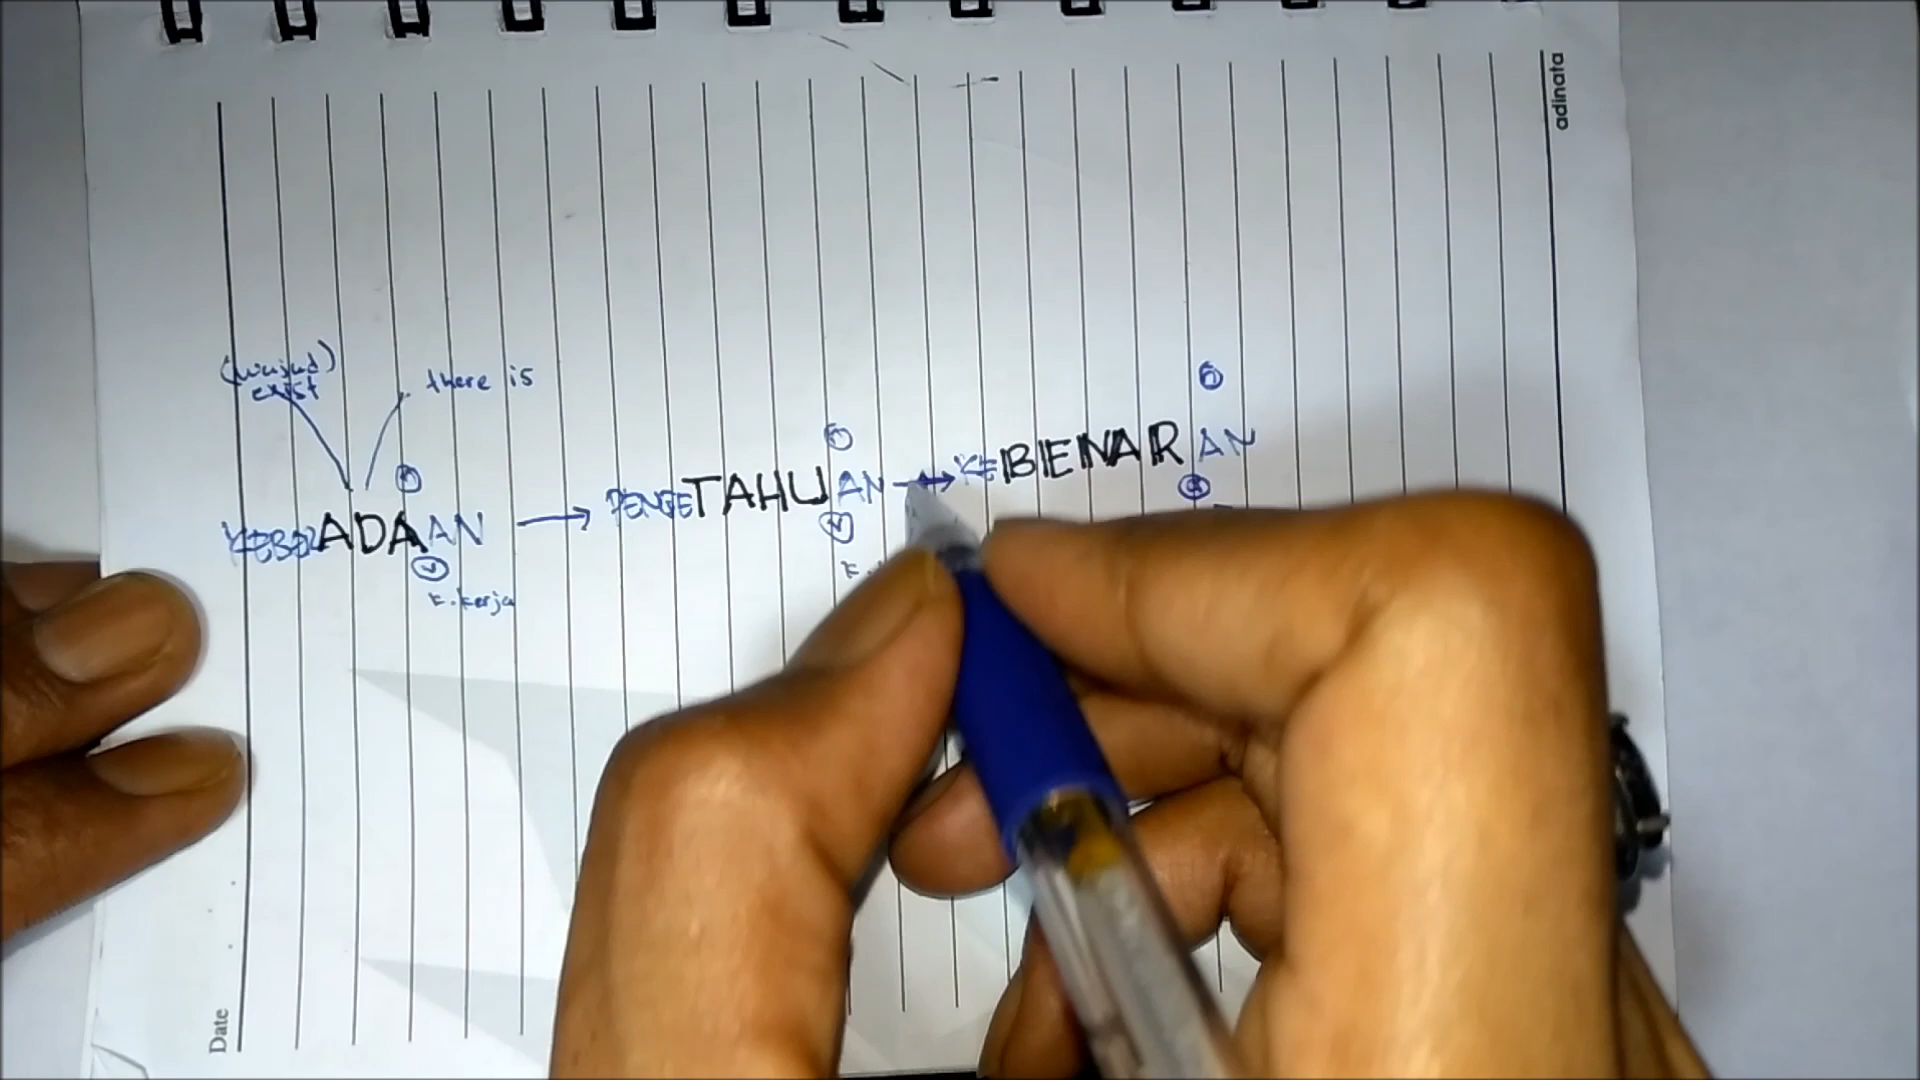 adinata
(wujud)
exist
there is
KEBERADAAN → PENGETAHUAN → KEBENARAN
k.kerja
Date